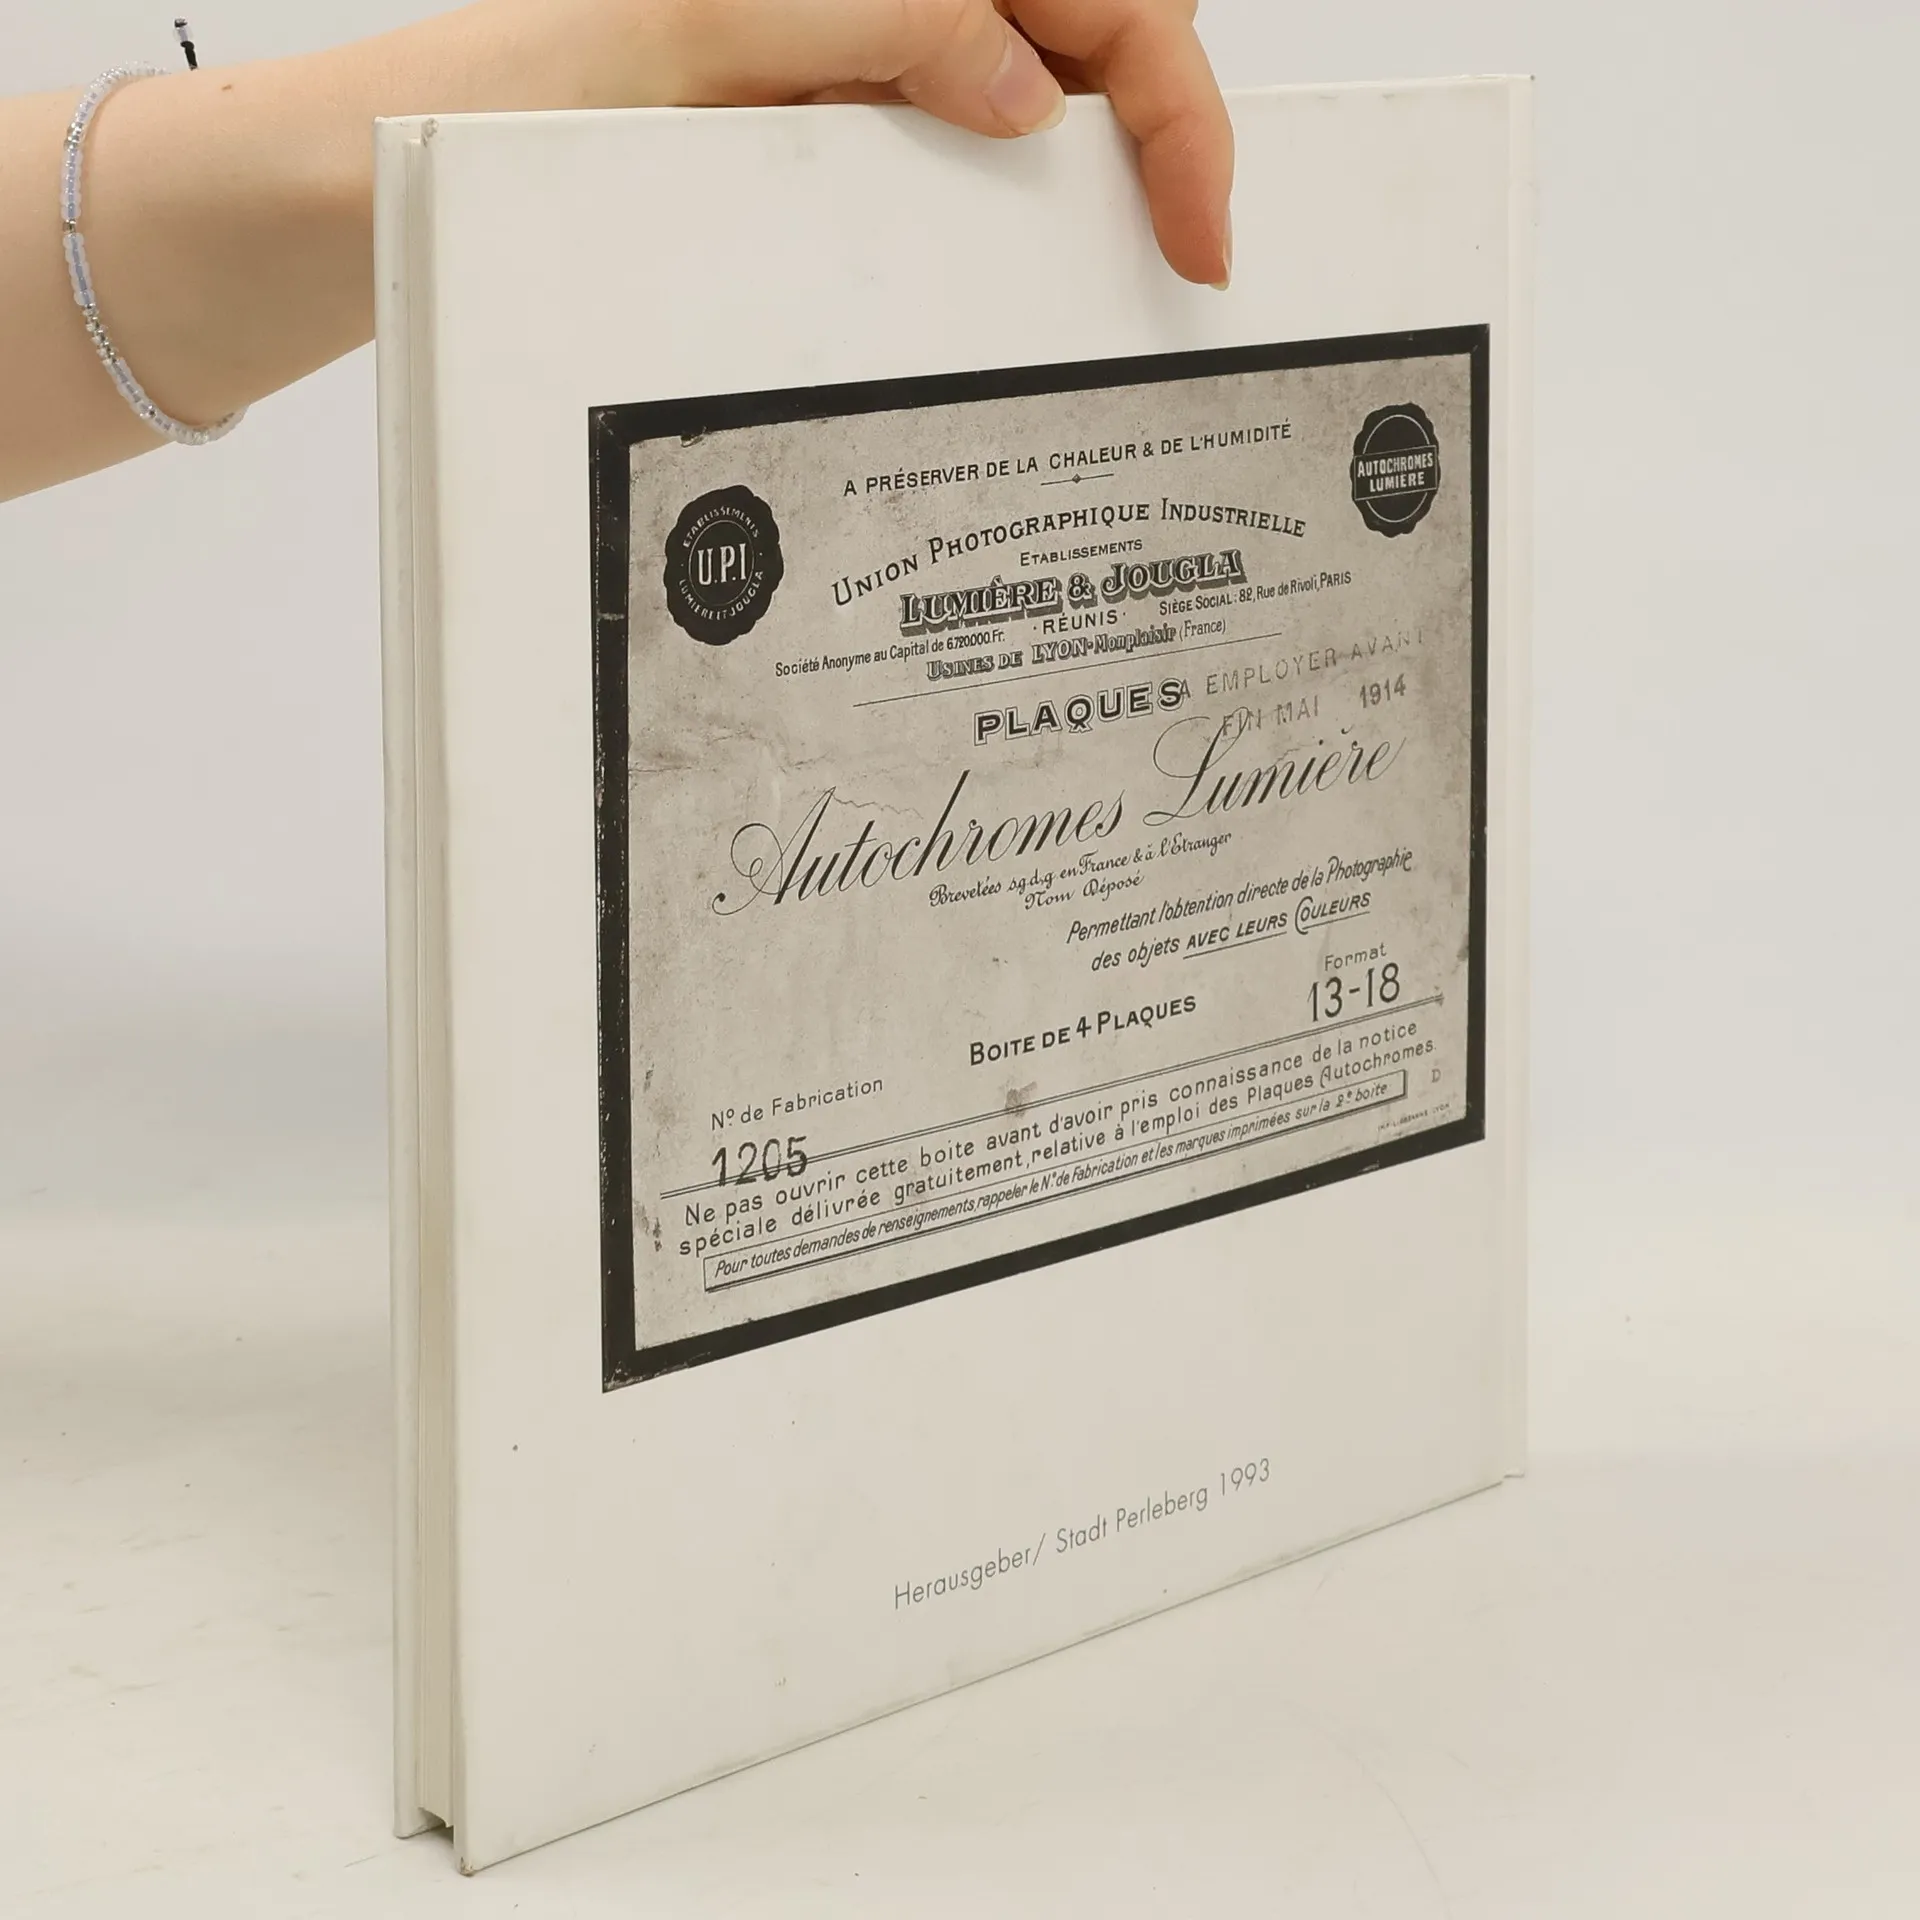 A PRÉSERVER DE LA CHALEUR & DE L'HUMIDITÉ
ETABLISSEMENTS
U.P.I
LUMIERE ET JOUGLA
AUTOCHROMES
LUMIERE
UNION PHOTOGRAPHIQUE INDUSTRIELLE
ETABLISSEMENTS
LUMIÈRE & JOUGLA
·RÉUNIS·
Société Anonyme au Capital de 6.720.000 Fr.
SIÈGE SOCIAL: 82, Rue de Rivoli, PARIS
USINES DE LYON-Monplaisir (France)
PLAQUES
A EMPLOYER AVANT
FIN MAI 1914
Autochromes Lumière
Brevetées s.g.d.g. en France & à l'Etranger
Nom Déposé
Permettant l'obtention directe de la Photographie
des objets AVEC LEURS COULEURS
Format
13-18
BOITE DE 4 PLAQUES
Nº de Fabrication
1205
Ne pas ouvrir cette boite avant d'avoir pris connaissance de la notice
spéciale délivrée gratuitement, relative à l'emploi des Plaques Autochromes.
Pour toutes demandes de renseignements, rappeler le Nº de Fabrication et les marques imprimées sur la 2e boite
D
Herausgeber/ Stadt Perleberg 1993